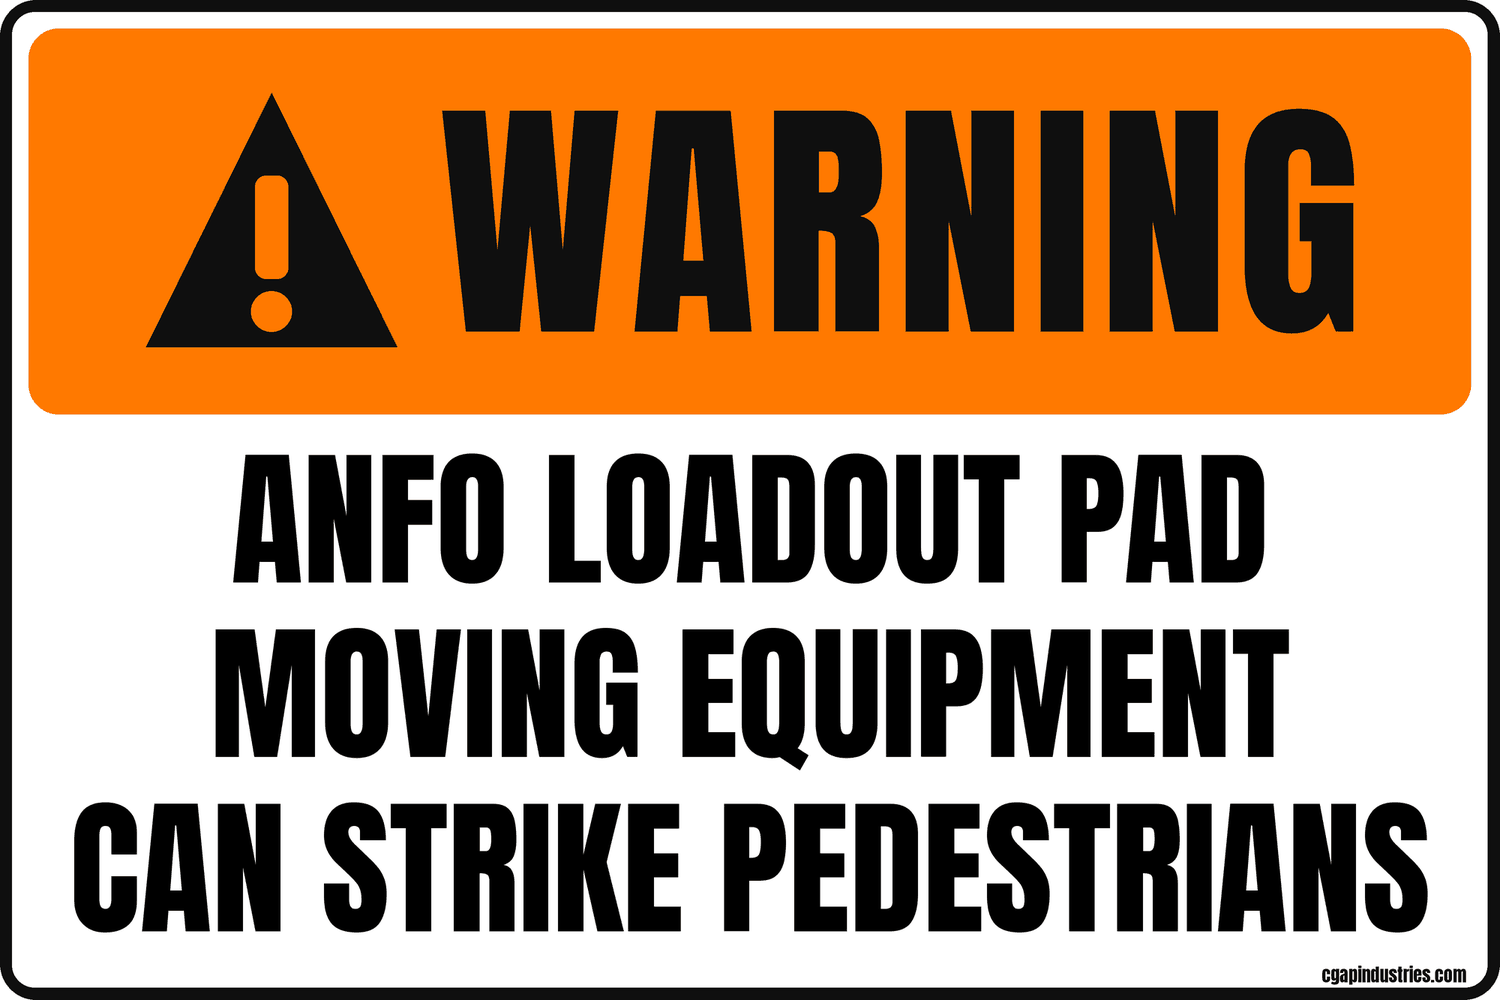 WARNING
ANFO LOADOUT PAD
MOVING EQUIPMENT
CAN STRIKE PEDESTRIANS
cgapindustries.com